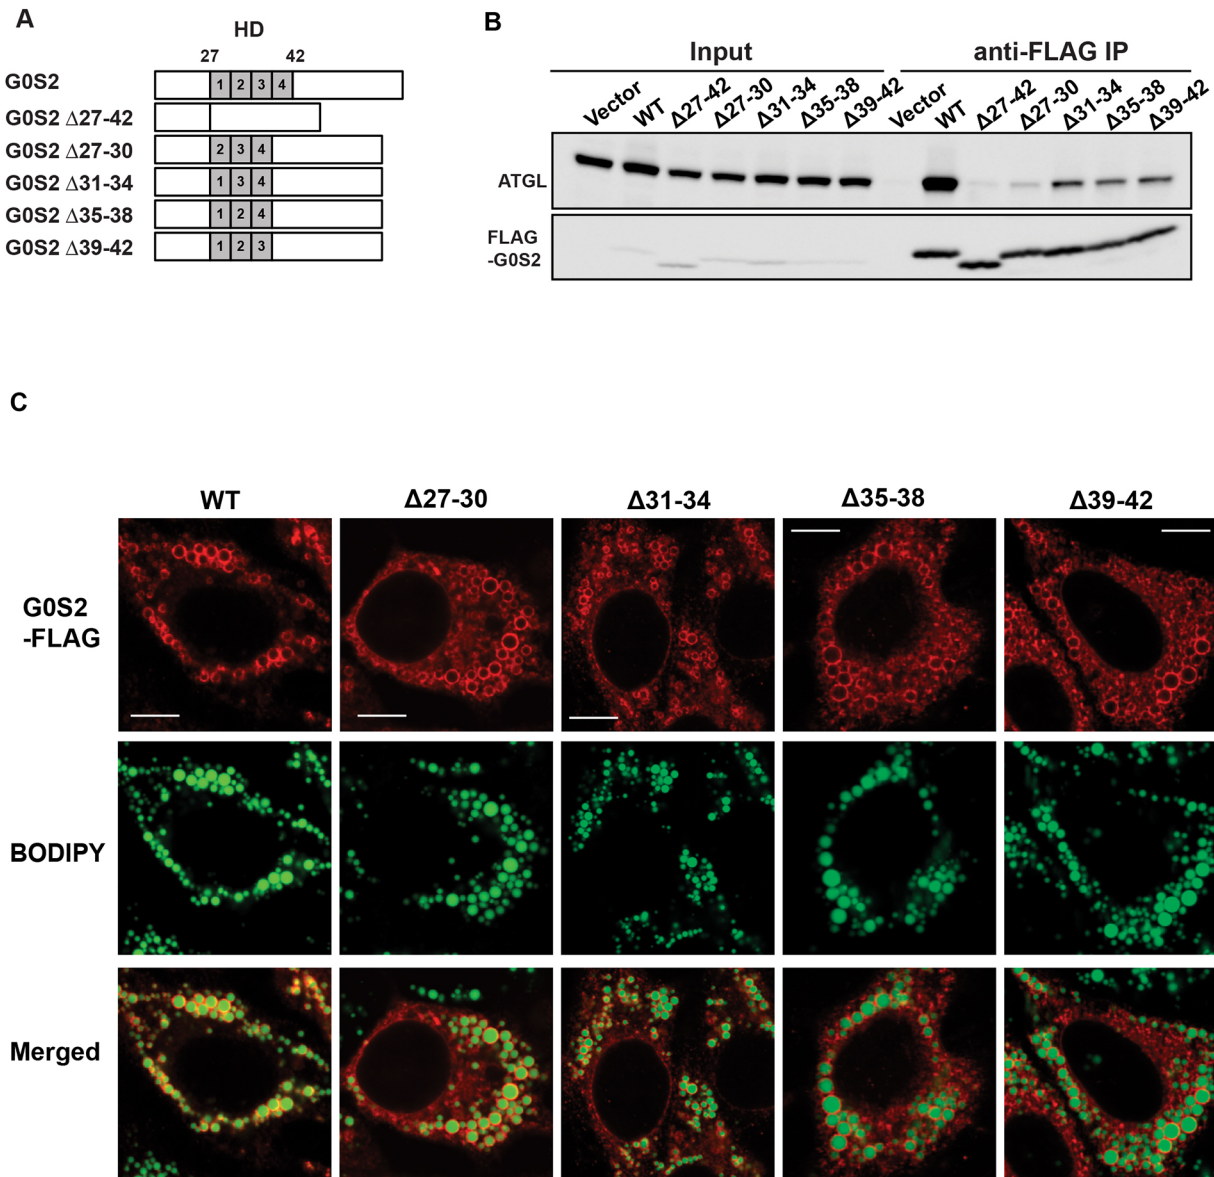 A
HD
27 42
G0S2 1 2 3 4
G0S2 Δ27-42
G0S2 Δ27-30 2 3 4
G0S2 Δ31-34 1 3 4
G0S2 Δ35-38 1 2 4
G0S2 Δ39-42 1 2 3
B
Input anti-FLAG IP
Vector WT Δ27-42 Δ27-30 Δ31-34 Δ35-38 Δ39-42 Vector WT Δ27-42 Δ27-30 Δ31-34 Δ35-38 Δ39-42
ATGL
FLAG
-G0S2
C
WT Δ27-30 Δ31-34 Δ35-38 Δ39-42
G0S2
-FLAG
BODIPY
Merged